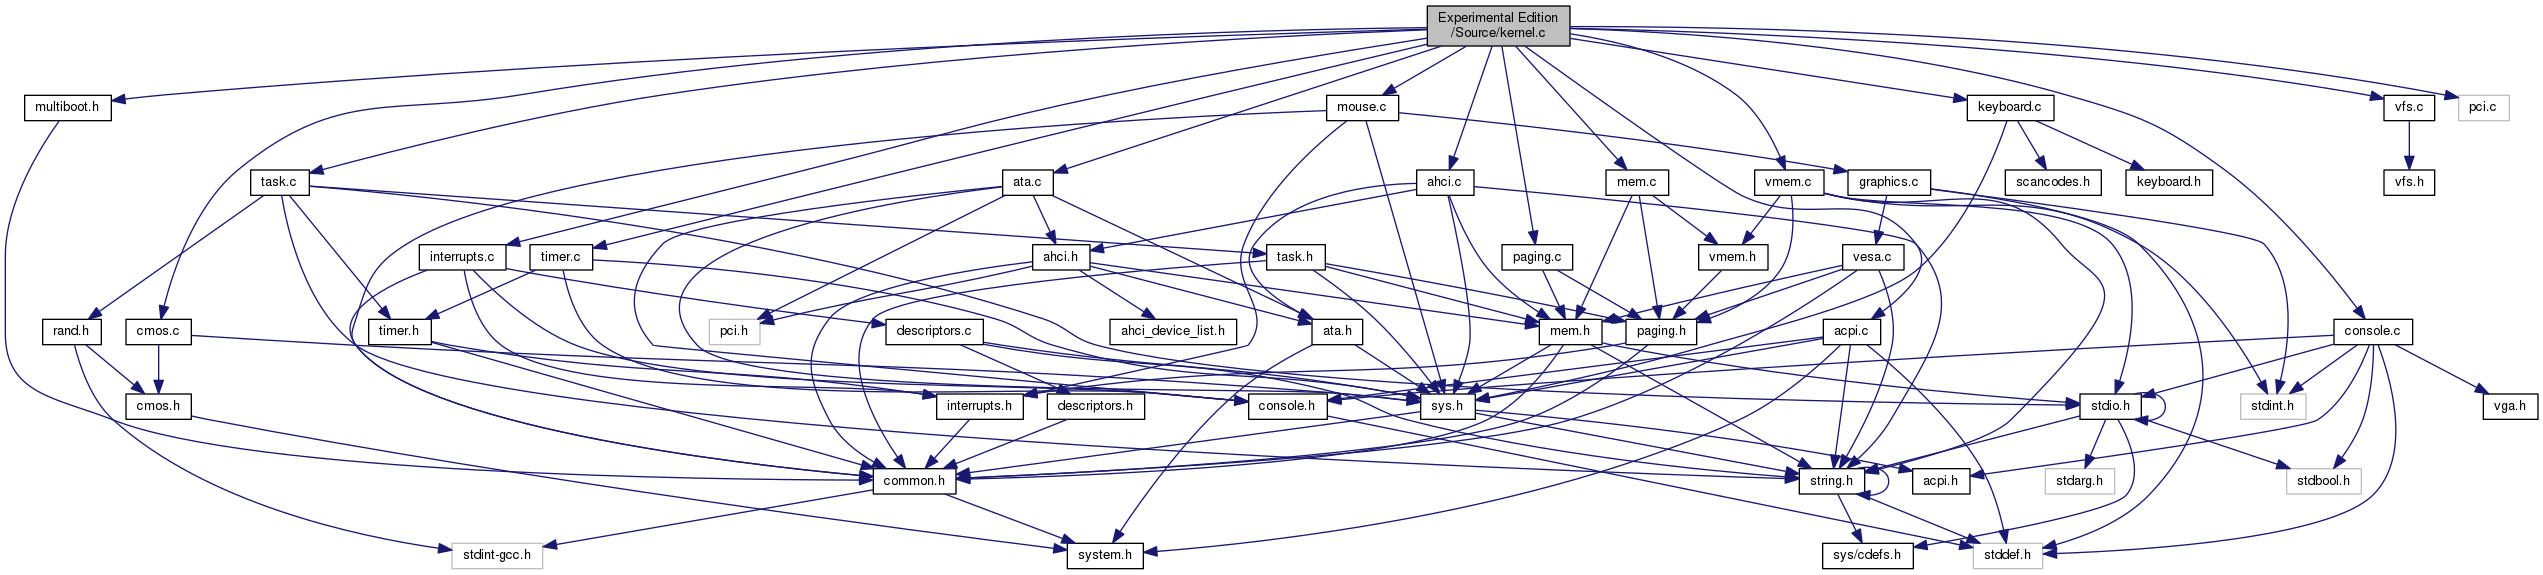 Experimental Edition
/Source/kernel.c
multiboot.h
mouse.c
keyboard.c
vfs.c
pci.c
task.c
ata.c
ahci.c
mem.c
vmem.c
graphics.c
scancodes.h
keyboard.h
vfs.h
interrupts.c
timer.c
ahci.h
task.h
paging.c
vmem.h
vesa.c
rand.h
cmos.c
timer.h
pci.h
descriptors.c
ahci_device_list.h
ata.h
mem.h
paging.h
acpi.c
console.c
cmos.h
interrupts.h
descriptors.h
console.h
sys.h
stdio.h
stdint.h
vga.h
common.h
string.h
acpi.h
stdarg.h
stdbool.h
stdint-gcc.h
system.h
sys/cdefs.h
stddef.h